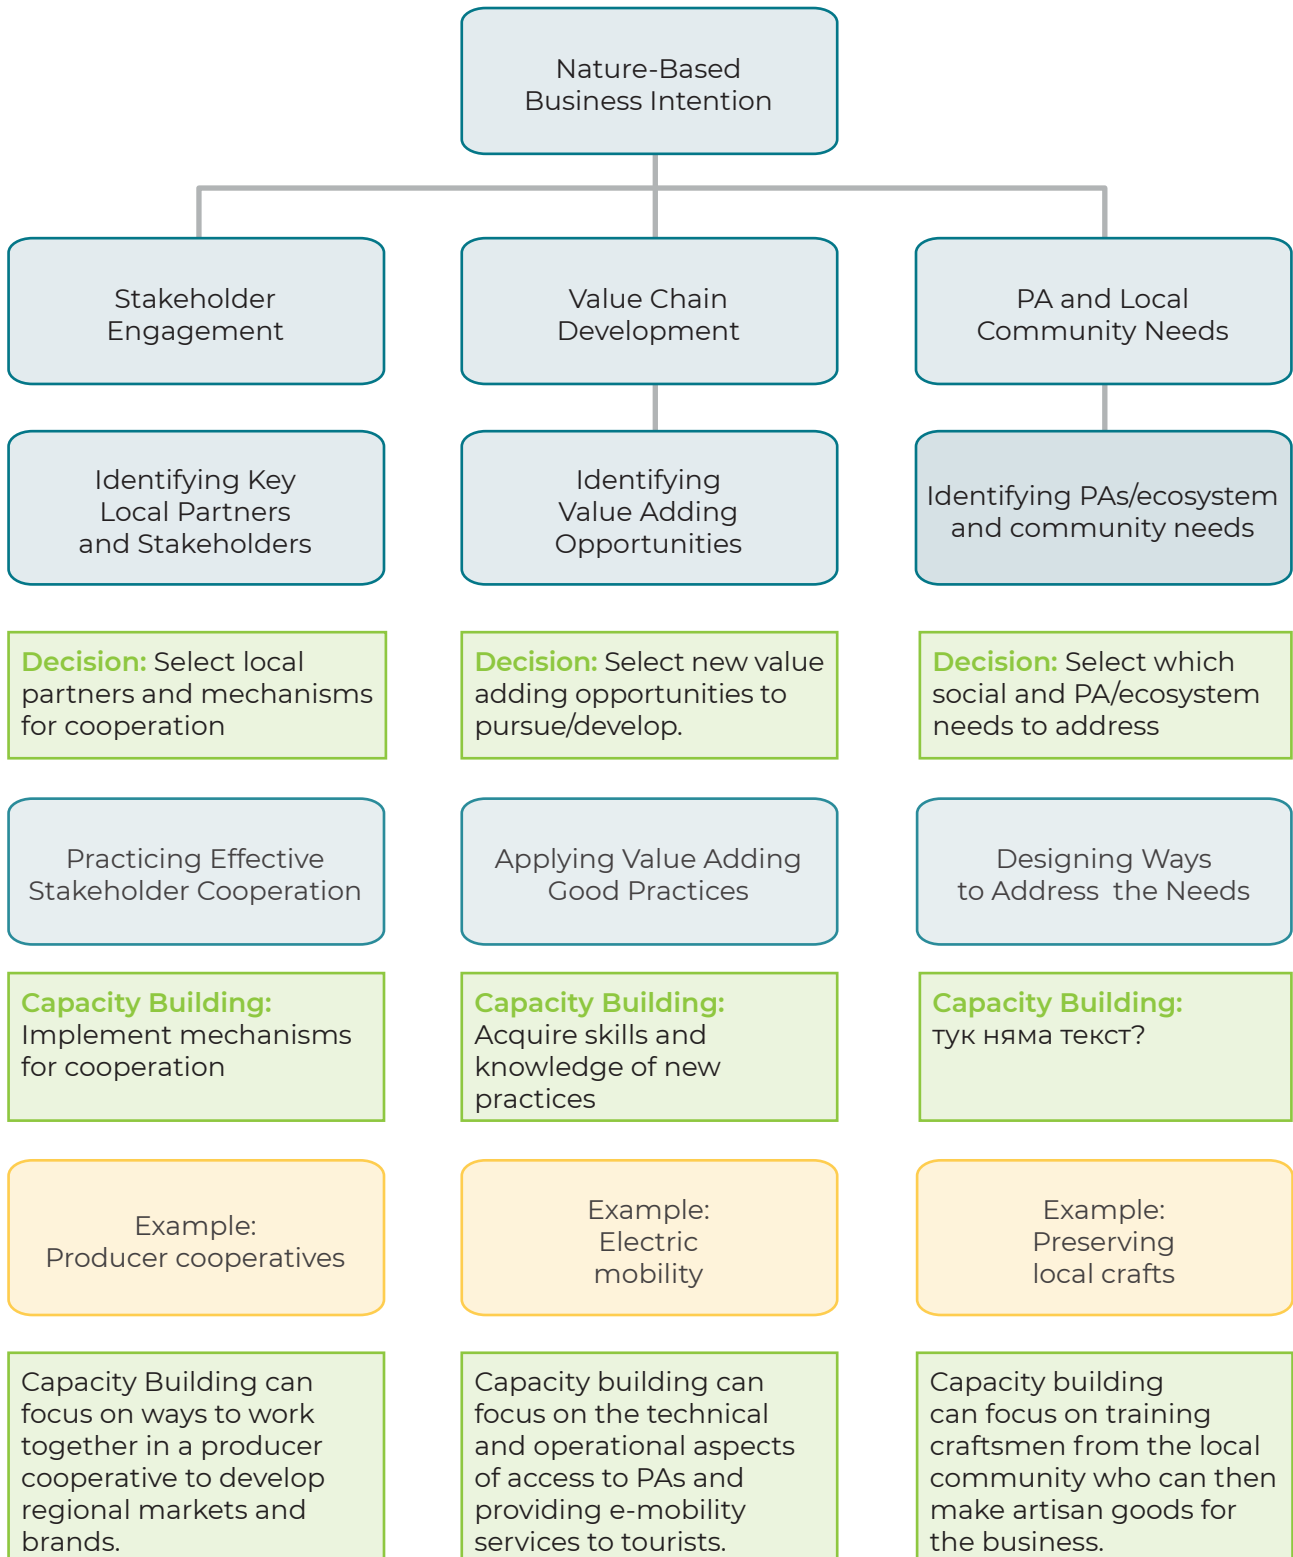 Nature-Based
Business Intention
Stakeholder
Engagement
Value Chain
Development
PA and Local
Community Needs
Identifying Key
Local Partners
and Stakeholders
Identifying
Value Adding
Opportunities
Identifying PAs/ecosystem
and community needs
Decision: Select local
partners and mechanisms
for cooperation
Decision: Select new value
adding opportunities to
pursue/develop.
Decision: Select which
social and PA/ecosystem
needs to address
Practicing Effective
Stakeholder Cooperation
Applying Value Adding
Good Practices
Designing Ways
to Address  the Needs
Capacity Building:
Implement mechanisms
for cooperation
Capacity Building:
Acquire skills and
knowledge of new
practices
Capacity Building:
тук няма текст?
Example:
Producer cooperatives
Example:
Electric
mobility
Example:
Preserving
local crafts
Capacity Building can
focus on ways to work
together in a producer
cooperative to develop
regional markets and
brands.
Capacity building can
focus on the technical
and operational aspects
of access to PAs and
providing e-mobility
services to tourists.
Capacity building
can focus on training
craftsmen from the local
community who can then
make artisan goods for
the business.